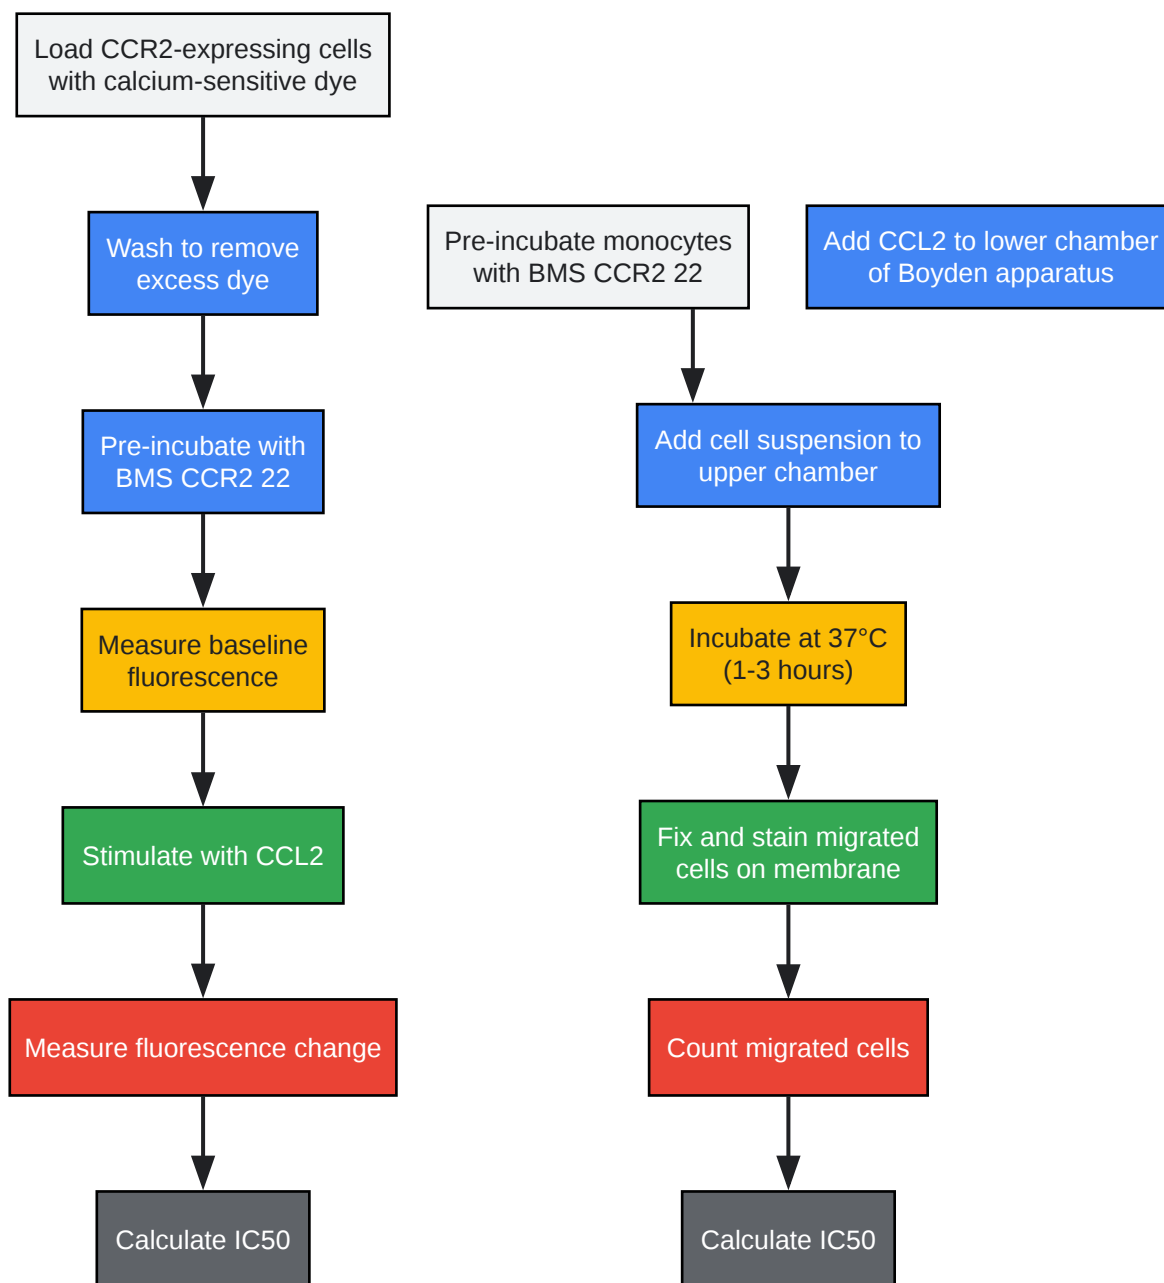 Load CCR2-expressing cells
with calcium-sensitive dye
Wash to remove
excess dye
Pre-incubate with
BMS CCR2 22
Measure baseline
fluorescence
Stimulate with CCL2
Measure fluorescence change
Calculate IC50
Pre-incubate monocytes
with BMS CCR2 22
Add CCL2 to lower chamber
of Boyden apparatus
Add cell suspension to
upper chamber
Incubate at 37°C
(1-3 hours)
Fix and stain migrated
cells on membrane
Count migrated cells
Calculate IC50